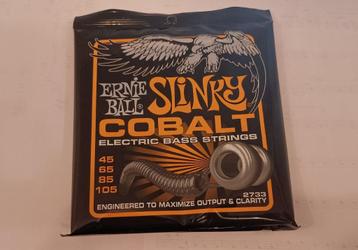 ERNIE BALL SLINKY
COBALT
ELECTRIC BASS STRINGS
45
65
85
105
2733
ENGINEERED TO MAXIMIZE OUTPUT & CLARITY